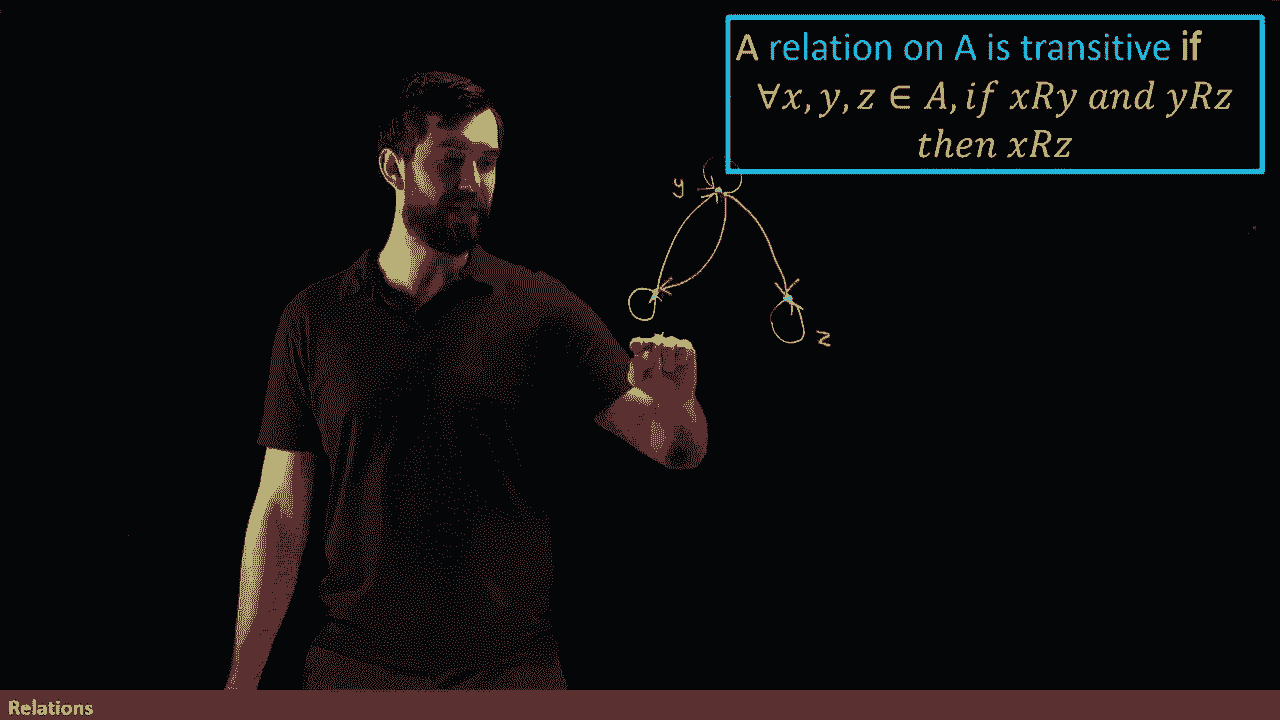 A relation on A is transitive if
∀x, y, z ∈ A, if xRy and yRz
then xRz
y
z
Relations